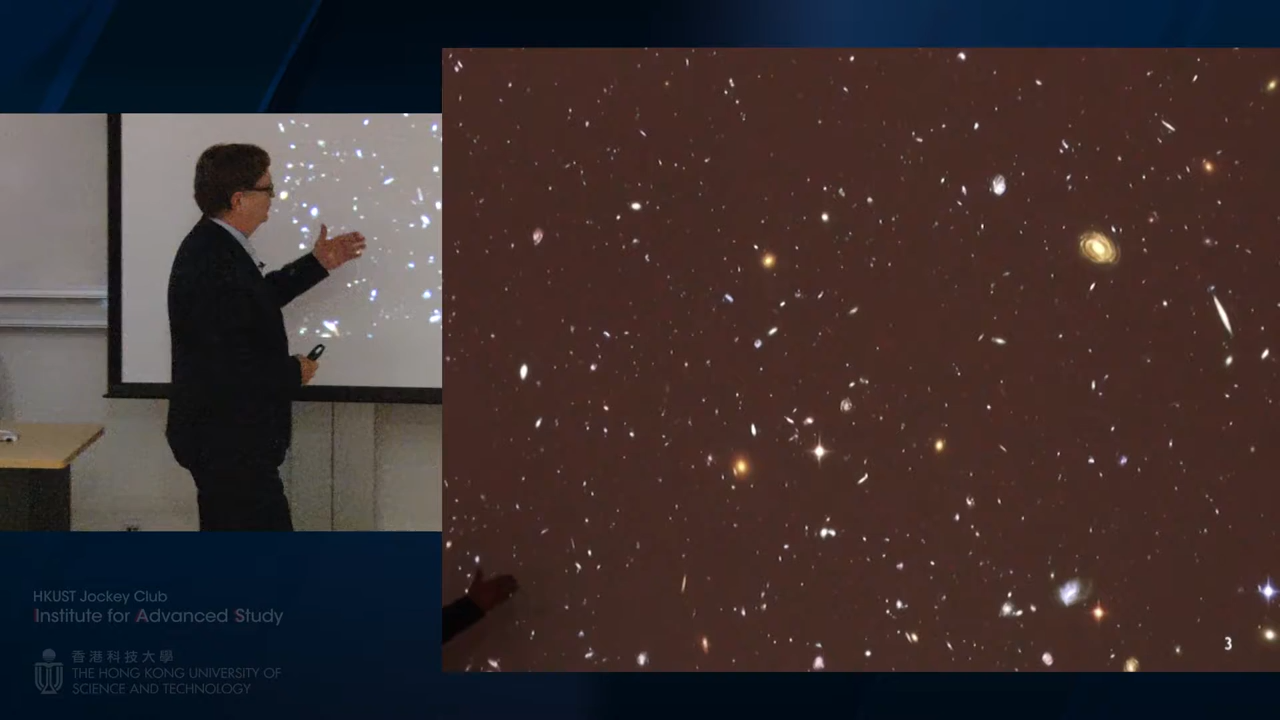 3
HKUST Jockey Club
Institute for Advanced Study
香港科技大學
THE HONG KONG UNIVERSITY OF
SCIENCE AND TECHNOLOGY